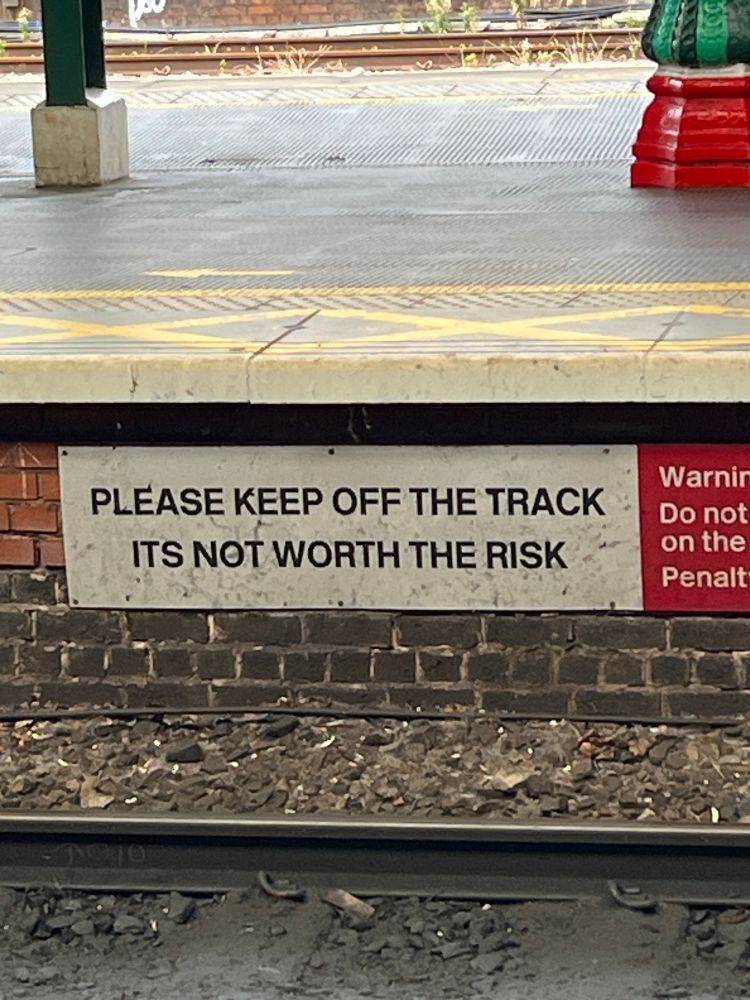 PLEASE KEEP OFF THE TRACK
ITS NOT WORTH THE RISK
Warnin
Do not
on the
Penalt